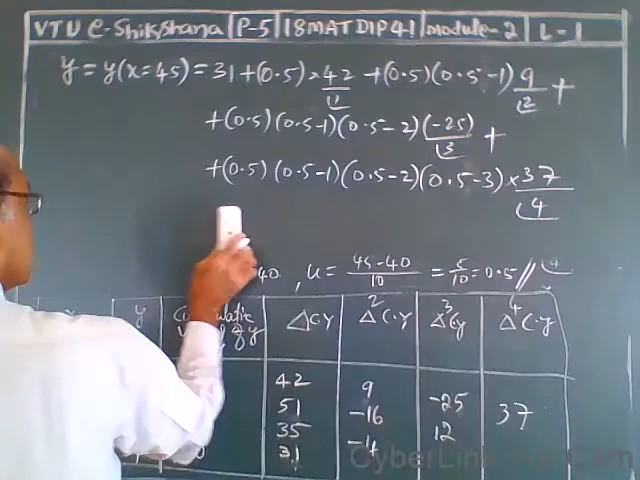 VTU e-Shikshana P-5 18MATDIP41 module-2 L-1
y = y(x=45) = 31 + (0.5) × 42/⌊1 + (0.5)(0.5-1) 9/⌊2 +
+(0.5)(0.5-1)(0.5-2) (-25)/⌊3 +
+(0.5)(0.5-1)(0.5-2)(0.5-3) × 37/⌊4
40, u = 45-40/10 = 5/10 = 0.5 //
y ΔC.y Δ²C.y Δ³Cy Δ⁴C.y
of y
42 9 -25 37
51 -16 12
35 -4
31
CyberLink